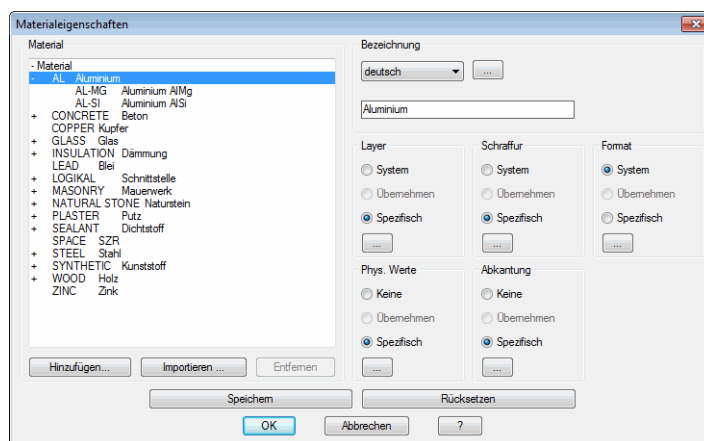 Materialeigenschaften
Material
- Material
- AL Aluminium
AL-MG Aluminium AlMg
AL-SI Aluminium AlSi
+ CONCRETE Beton
COPPER Kupfer
+ GLASS Glas
+ INSULATION Dämmung
LEAD Blei
+ LOGIKAL Schnittstelle
+ MASONRY Mauerwerk
+ NATURAL STONE Naturstein
+ PLASTER Putz
+ SEALANT Dichtstoff
SPACE SZR
+ STEEL Stahl
+ SYNTHETIC Kunststoff
+ WOOD Holz
ZINC Zink
Hinzufügen...
Importieren ...
Entfernen
Bezeichnung
deutsch
...
Aluminium
Layer
System
Übernehmen
Spezifisch
...
Schraffur
System
Übernehmen
Spezifisch
...
Format
System
Übernehmen
Spezifisch
...
Phys. Werte
Keine
Übernehmen
Spezifisch
...
Abkantung
Keine
Übernehmen
Spezifisch
...
Speichern
Rücksetzen
OK
Abbrechen
?